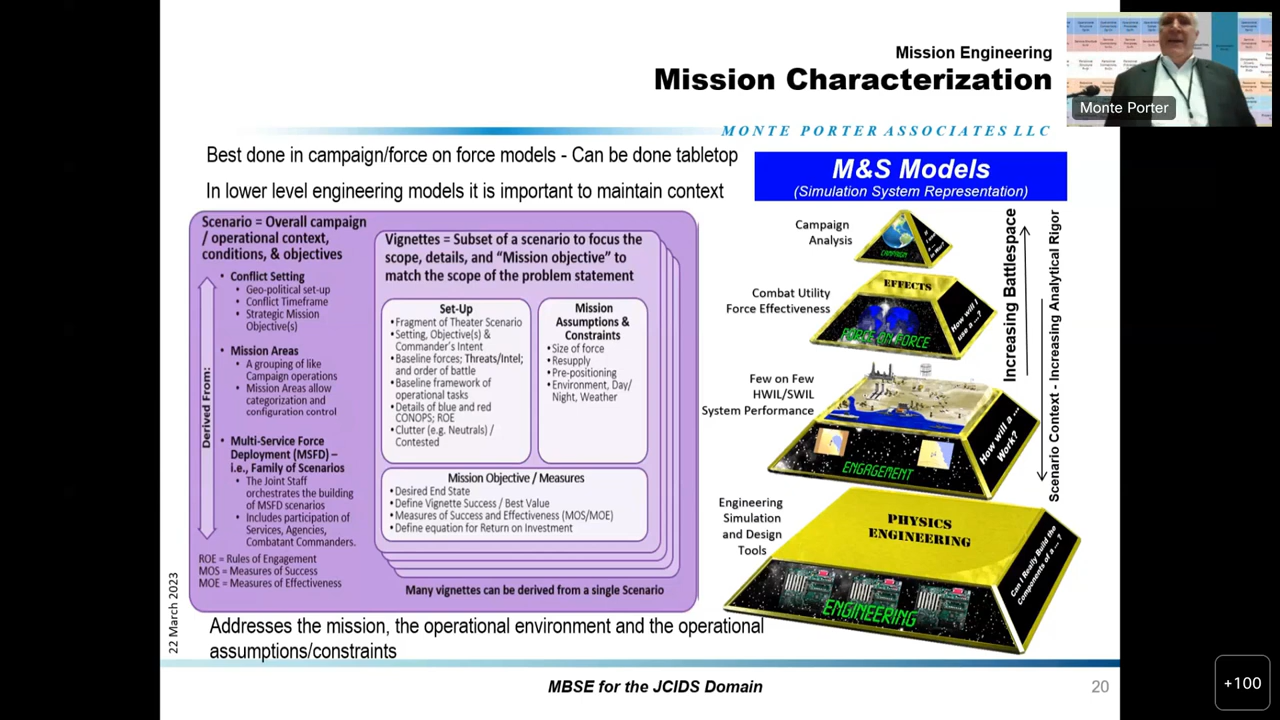 Mission Engineering
Mission Characterization
MONTE PORTER ASSOCIATES LLC
Monte Porter
Best done in campaign/force on force models - Can be done tabletop
In lower level engineering models it is important to maintain context
Scenario = Overall campaign
/ operational context,
conditions, & objectives
Derived From:
• Conflict Setting
• Geo-political set-up
• Conflict Timeframe
• Strategic Mission
Objective(s)
• Mission Areas
• A grouping of like
Campaign operations
• Mission Areas allow
categorization and
configuration control
• Multi-Service Force
Deployment (MSFD) –
i.e., Family of Scenarios
• The Joint Staff
orchestrates the building
of MSFD scenarios
• Includes participation of
Services, Agencies,
Combatant Commanders.
ROE = Rules of Engagement
MOS = Measures of Success
MOE = Measures of Effectiveness
Vignettes = Subset of a scenario to focus the
scope, details, and “Mission objective” to
match the scope of the problem statement
Set-Up
• Fragment of Theater Scenario
• Setting, Objective(s) &
Commander's Intent
• Baseline forces; Threats/Intel;
and order of battle
• Baseline framework of
operational tasks
• Details of blue and red
CONOPS; ROE
• Clutter (e.g. Neutrals) /
Contested
Mission
Assumptions &
Constraints
• Size of force
• Resupply
• Pre-positioning
• Environment, Day/
Night, Weather
Mission Objective / Measures
• Desired End State
• Define Vignette Success / Best Value
• Measures of Success and Effectiveness (MOS/MOE)
• Define equation for Return on Investment
Many vignettes can be derived from a single Scenario
M&S Models
(Simulation System Representation)
Campaign
Analysis
CAMPAIGN
Combat Utility
Force Effectiveness
EFFECTS
FORCE ON FORCE
How will I
use a ...?
Few on Few
HWIL/SWIL
System Performance
ENGAGEMENT
How will a ...
Work?
Engineering
Simulation
and Design
Tools
PHYSICS
ENGINEERING
ENGINEERING
Can I Really Build the
Components of a ...?
Increasing Battlespace
Scenario Context - Increasing Analytical Rigor
Addresses the mission, the operational environment and the operational
assumptions/constraints
22 March 2023
MBSE for the JCIDS Domain
20
+100